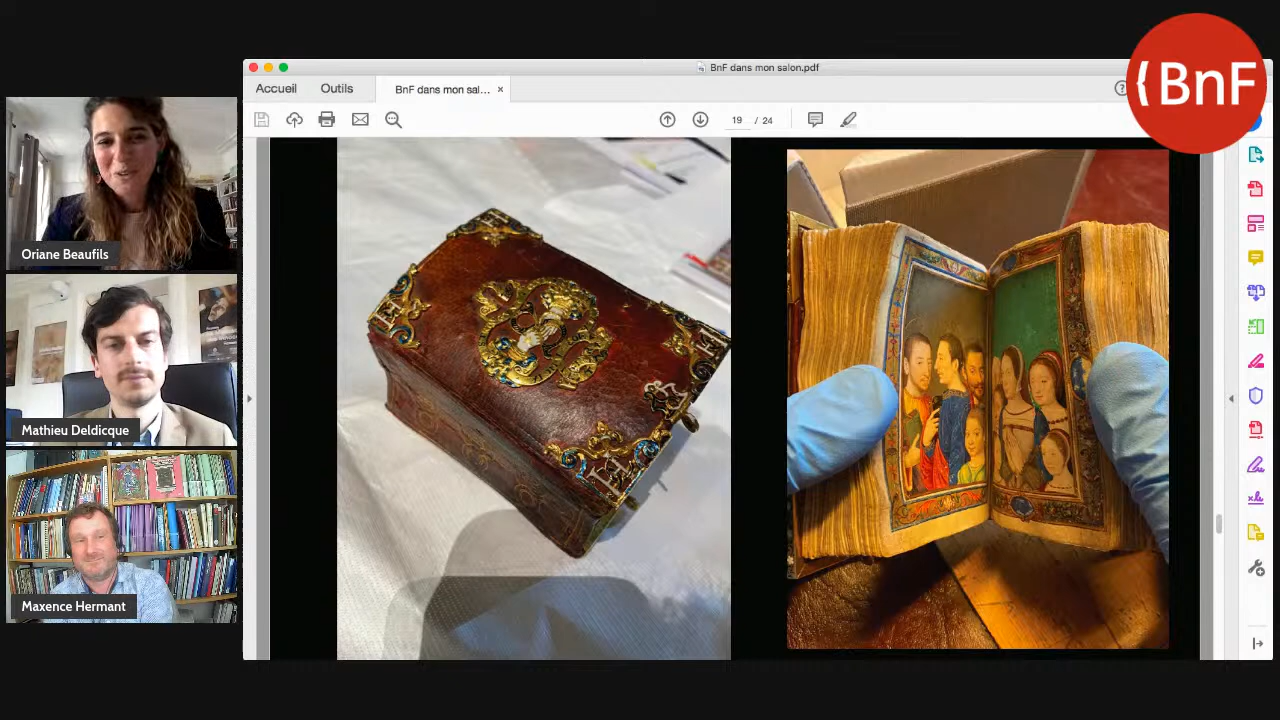 BnF dans mon salon.pdf
Accueil
Outils
BnF dans mon sal... ×
19 / 24
{BnF
Oriane Beaufils
Mathieu Deldicque
Maxence Hermant